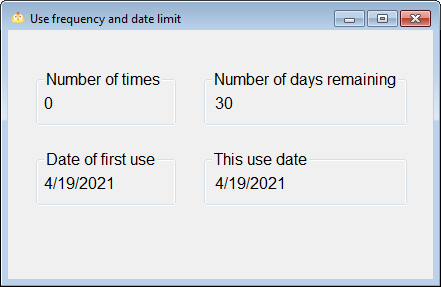 Use frequency and date limit
Number of times
0
Number of days remaining
30
Date of first use
4/19/2021
This use date
4/19/2021